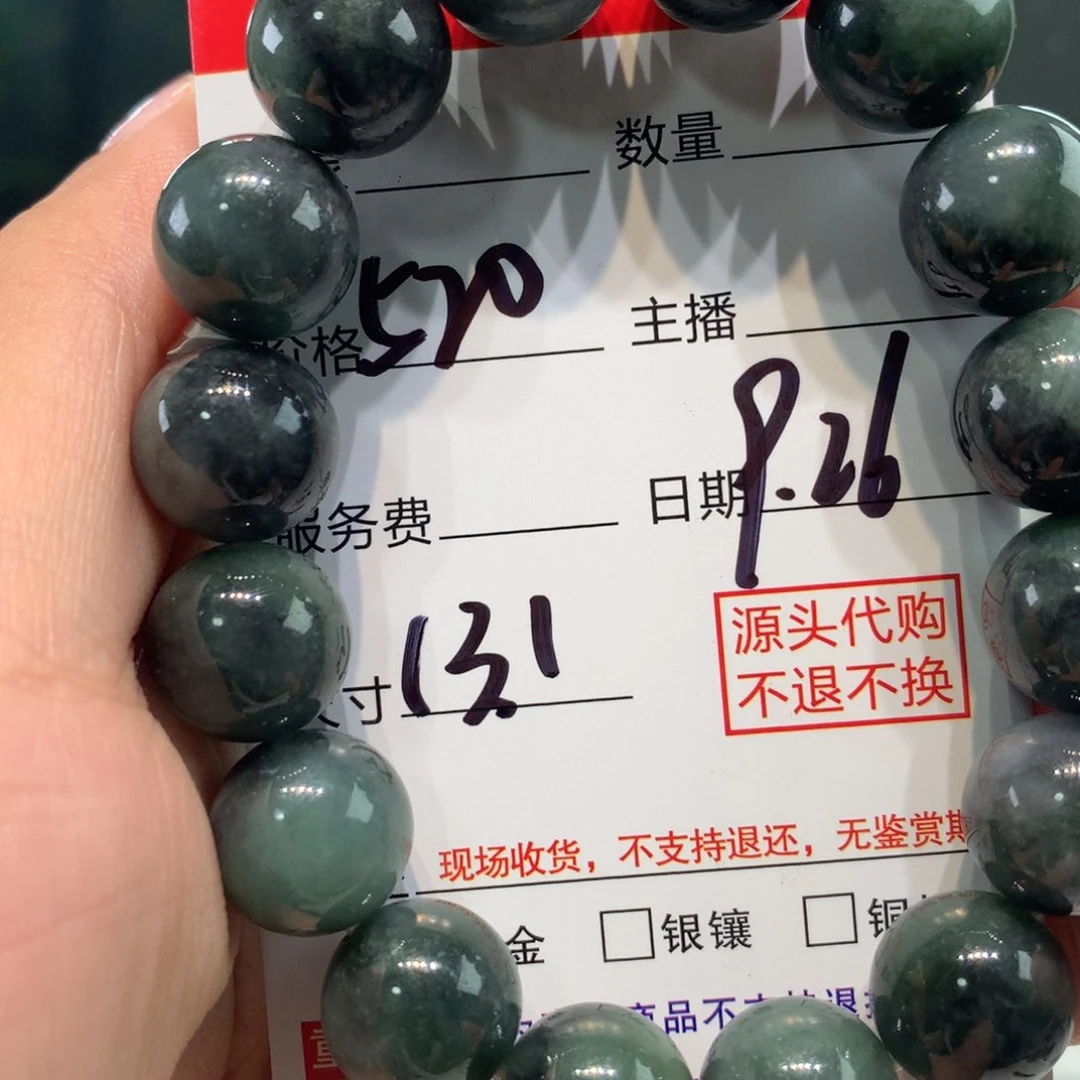 数量
价格 570 主播
服务费 日期 9.26
寸 13.1
源头代购
不退不换
现场收货，不支持退还，无鉴赏期
金 □银镶 □铜
商品不支持退